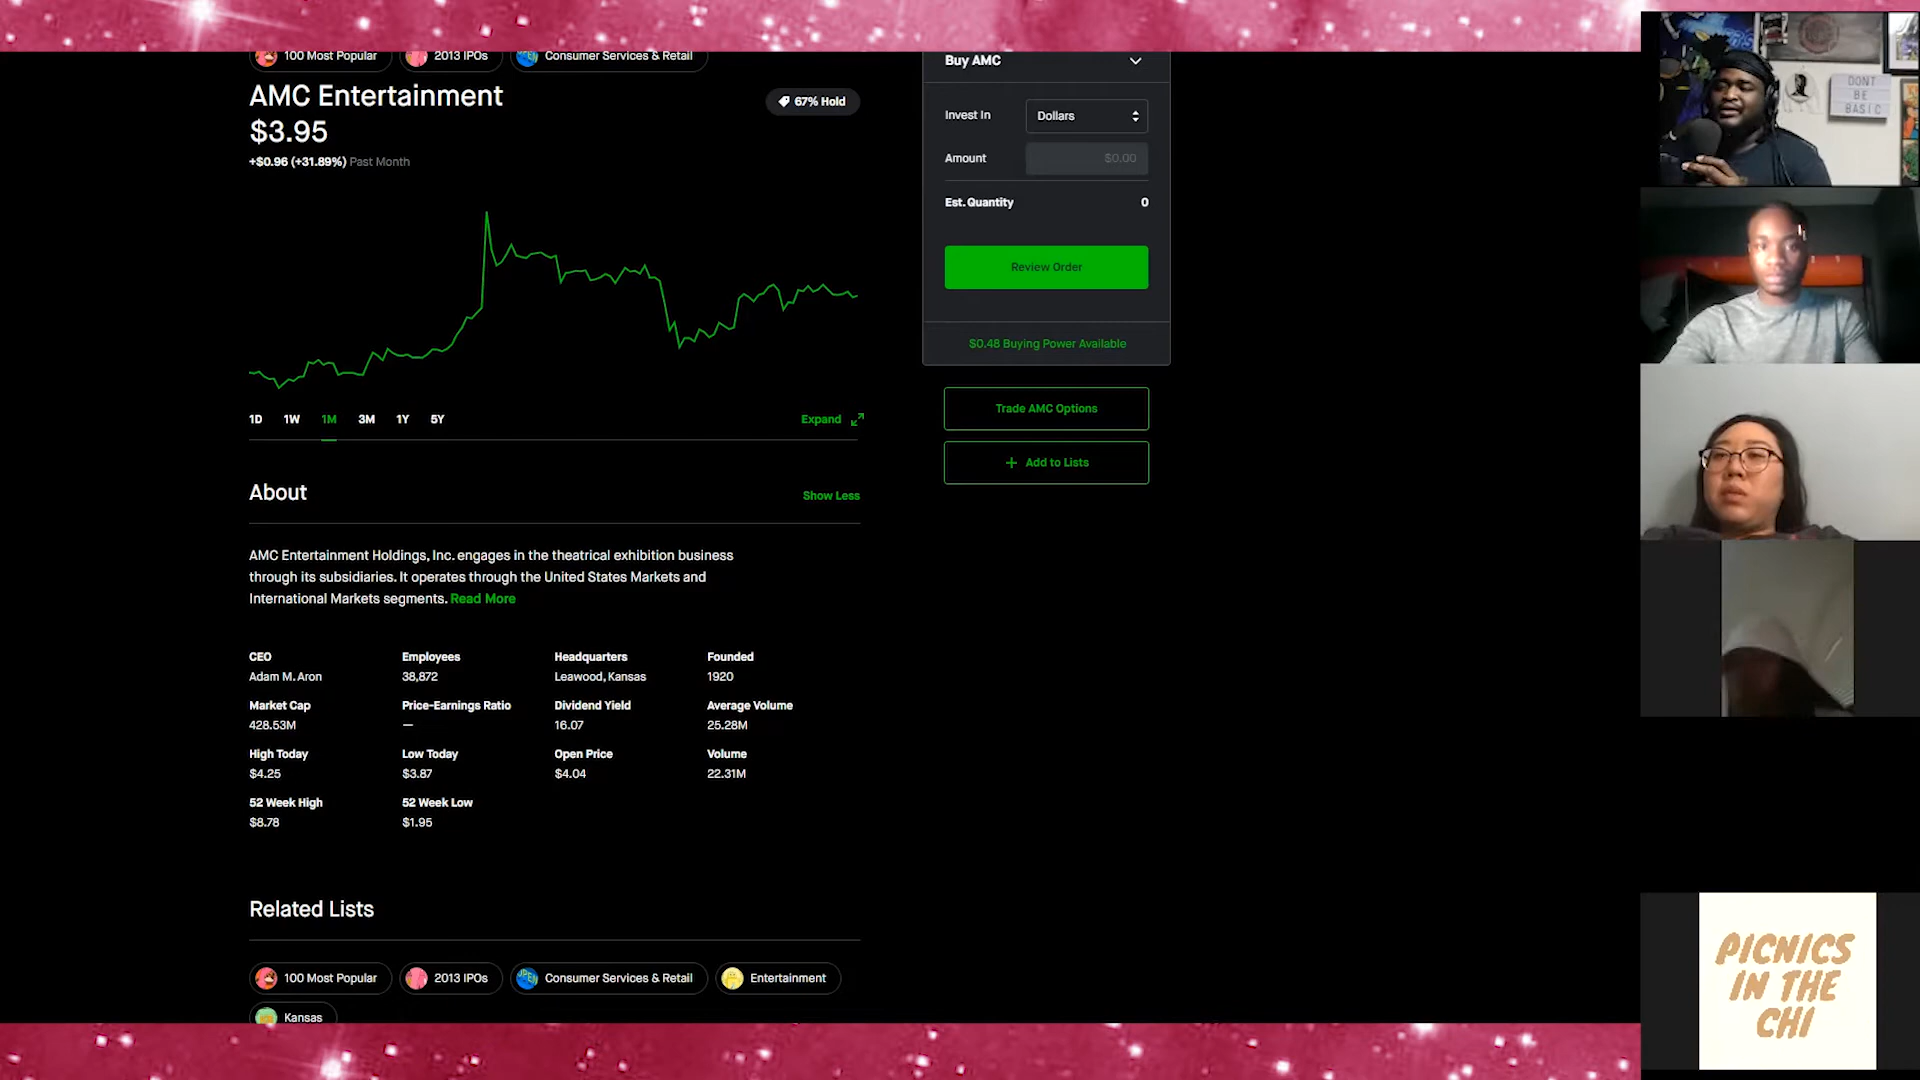 100 Most Popular
2013 IPOs
Consumer Services & Retail
AMC Entertainment
$3.95
67% Hold
+$0.96 (+31.89%) Past Month
1D 1W 1M 3M 1Y 5Y
Expand
About
Show Less
AMC Entertainment Holdings, Inc. engages in the theatrical exhibition business
through its subsidiaries. It operates through the United States Markets and
International Markets segments. Read More
CEO Employees Headquarters Founded
Adam M. Aron 38,872 Leawood, Kansas 1920
Market Cap Price-Earnings Ratio Dividend Yield Average Volume
428.53M — 16.07 25.28M
High Today Low Today Open Price Volume
$4.25 $3.87 $4.04 22.31M
52 Week High 52 Week Low
$8.78 $1.95
Related Lists
100 Most Popular
2013 IPOs
Consumer Services & Retail
Entertainment
Kansas
Buy AMC
Invest In Dollars
Amount $0.00
Est. Quantity 0
Review Order
$0.48 Buying Power Available
Trade AMC Options
+ Add to Lists
DONT
BE
BASIC
PICNICS
IN THE
CHI